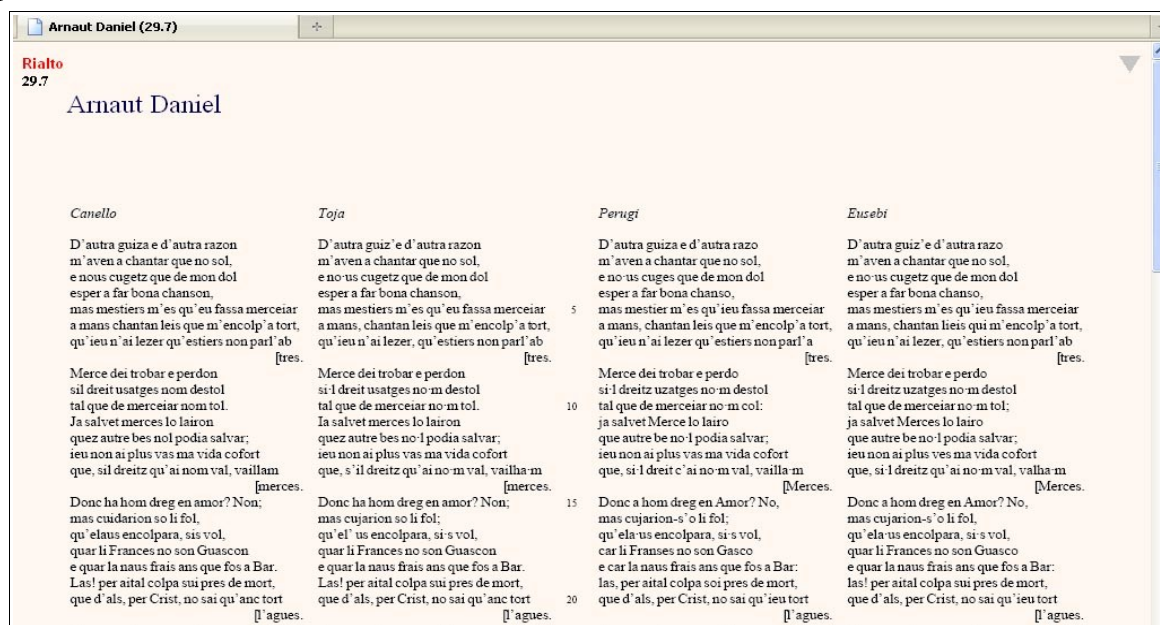 Arnaut Daniel (29.7)
Rialto
29.7
Arnaut Daniel
Canello
D’autra guiza e d’autra razon
m’aven a chantar que no sol,
e nous cugetz que de mon dol
esper a far bona chanson,
mas mestiers m’es qu’eu fassa merceiar
a mans chantan leis que m’encolp’a tort,
qu’ieu n’ai lezer qu’estiers non parl’ab
[tres.
Merce dei trobar e perdon
sil dreit usatges nom destol
tal que de merceiar nom tol.
Ja salvet merces lo lairon
quez autre bes nol podia salvar;
ieu non ai plus vas ma vida cofort
que, sil dreitz qu’ai nom val, vaillam
[merces.
Donc ha hom dreg en amor? Non;
mas cuidarion so li fol,
qu’elaus encolpara, sis vol,
quar li Frances no son Guascon
e quar la naus frais ans que fos a Bar.
Las! per aital colpa sui pres de mort,
que d’als, per Crist, no sai qu’anc tort
[l’agues.
Toja
D’autra guiz’e d’autra razon
m’aven a chantar que no sol,
e no·us cugetz que de mon dol
esper a far bona chanson,
mas mestiers m’es qu’eu fassa merceiar
a mans, chantan leis que m’encolp’a tort,
qu’ieu n’ai lezer, qu’estiers non parl’ab
[tres.
Merce dei trobar e perdon
si·l dreit usatges no·m destol
tal que de merceiar no·m tol.
Ia salvet merces lo lairon
quez autre bes no·l podia salvar;
ieu non ai plus vas ma vida cofort
que, s’il dreitz qu’ai no·m val, vailha·m
[merces.
Donc ha hom dreg en amor? Non;
mas cujarion so li fol;
qu’el’ us encolpara, si·s vol,
quar li Frances no son Guascon
e quar la naus frais ans que fos a Bar.
Las! per aital colpa sui pres de mort,
que d’als, per Crist, no sai qu’anc tort
[l’agues.
5
10
15
20
Perugi
D’autra guiza e d’autra razo
m’aven a chantar que no sol,
e no·us cuges que de mon dol
esper a far bona chanso,
mas mestier m’es qu’ieu fassa merceiar
a mans, chantan leis que m’encolp’a tort,
qu’ieu n’ai lezer, qu’estiers non parl’a
[tres.
Merce dei trobar e perdo
si·l dreitz uzatges no·m destol
tal que de merceiar no·m col:
ja salvet Merce lo lairo
que autre be no·l podia salvar;
ieu non ai plus vas ma vida cofort
que, si·l dreit c’ai no·m val, vailla·m
[Merces.
Donc a hom dreg en Amor? No,
mas cujarion-s’o li fol;
qu’ela·us encolpara, si·s vol,
car li Franses no son Gasco
e car la naus frais ans que fos a Bar:
las, per aital colpa soi pres de mort,
que d’als, per Crist, no sai qu’ieu tort
[l’agues.
Eusebi
D’autra guiz’e d’autra razo
m’aven a chantar que no sol,
e no·us cugetz que de mon dol
esper a far bona chanso,
mas mestiers m’es qu’ieu fassa merceiar
a mans, chantan lieis qui m’encolp’a tort,
qu’ieu n’ai lezer, qu’estiers non parl’ab
[tres.
Merce dei trobar e perdo
si·l dreitz uzatges no·m destol
tal que de merceiar no·m tol;
ja salvet Merces lo lairo
que autre be no·l podia salvar;
ieu non ai plus ves ma vida cofort
que, si·l dreitz qu’ai no·m val, valha·m
[Merces.
Donc a hom dreg en Amor? No,
mas cujarion-s’o li fol:
qu’ela·us encolpara, si·s vol,
quar li Frances no son Guasco
e quar la naus frais ans que fos a Bar:
las! per aital colpa sui pres de mort,
que d’als, per Crist, no sai qu’ieu tort
[l’agues.